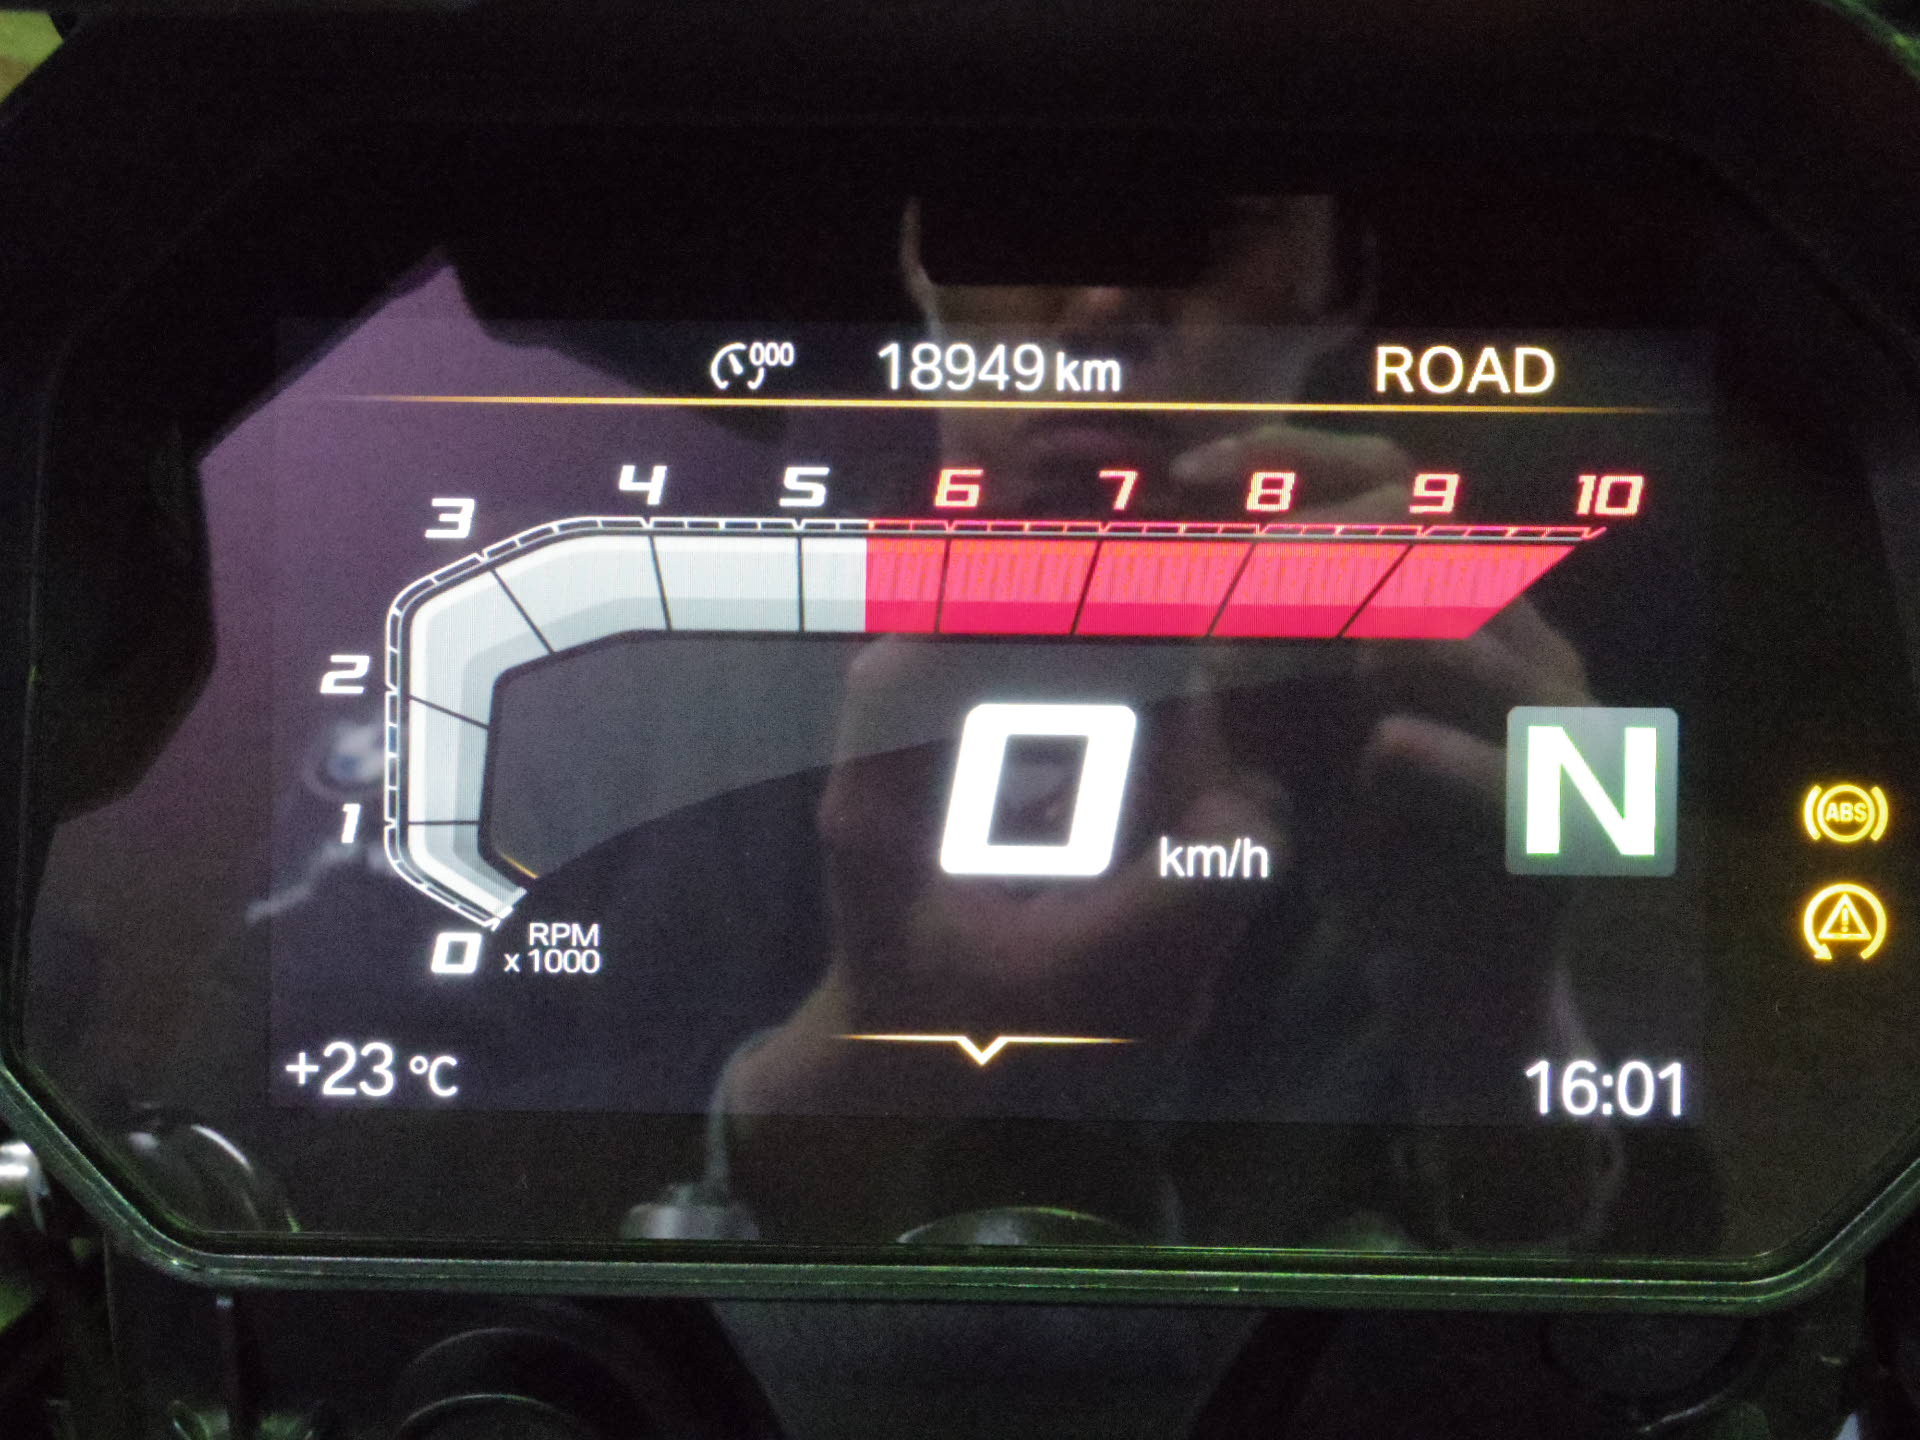 000 18949 km ROAD
3 4 5 6 7 8 9 10
2
1
0 RPM
x 1000
0 km/h
N
ABS
+23 °C
16:01